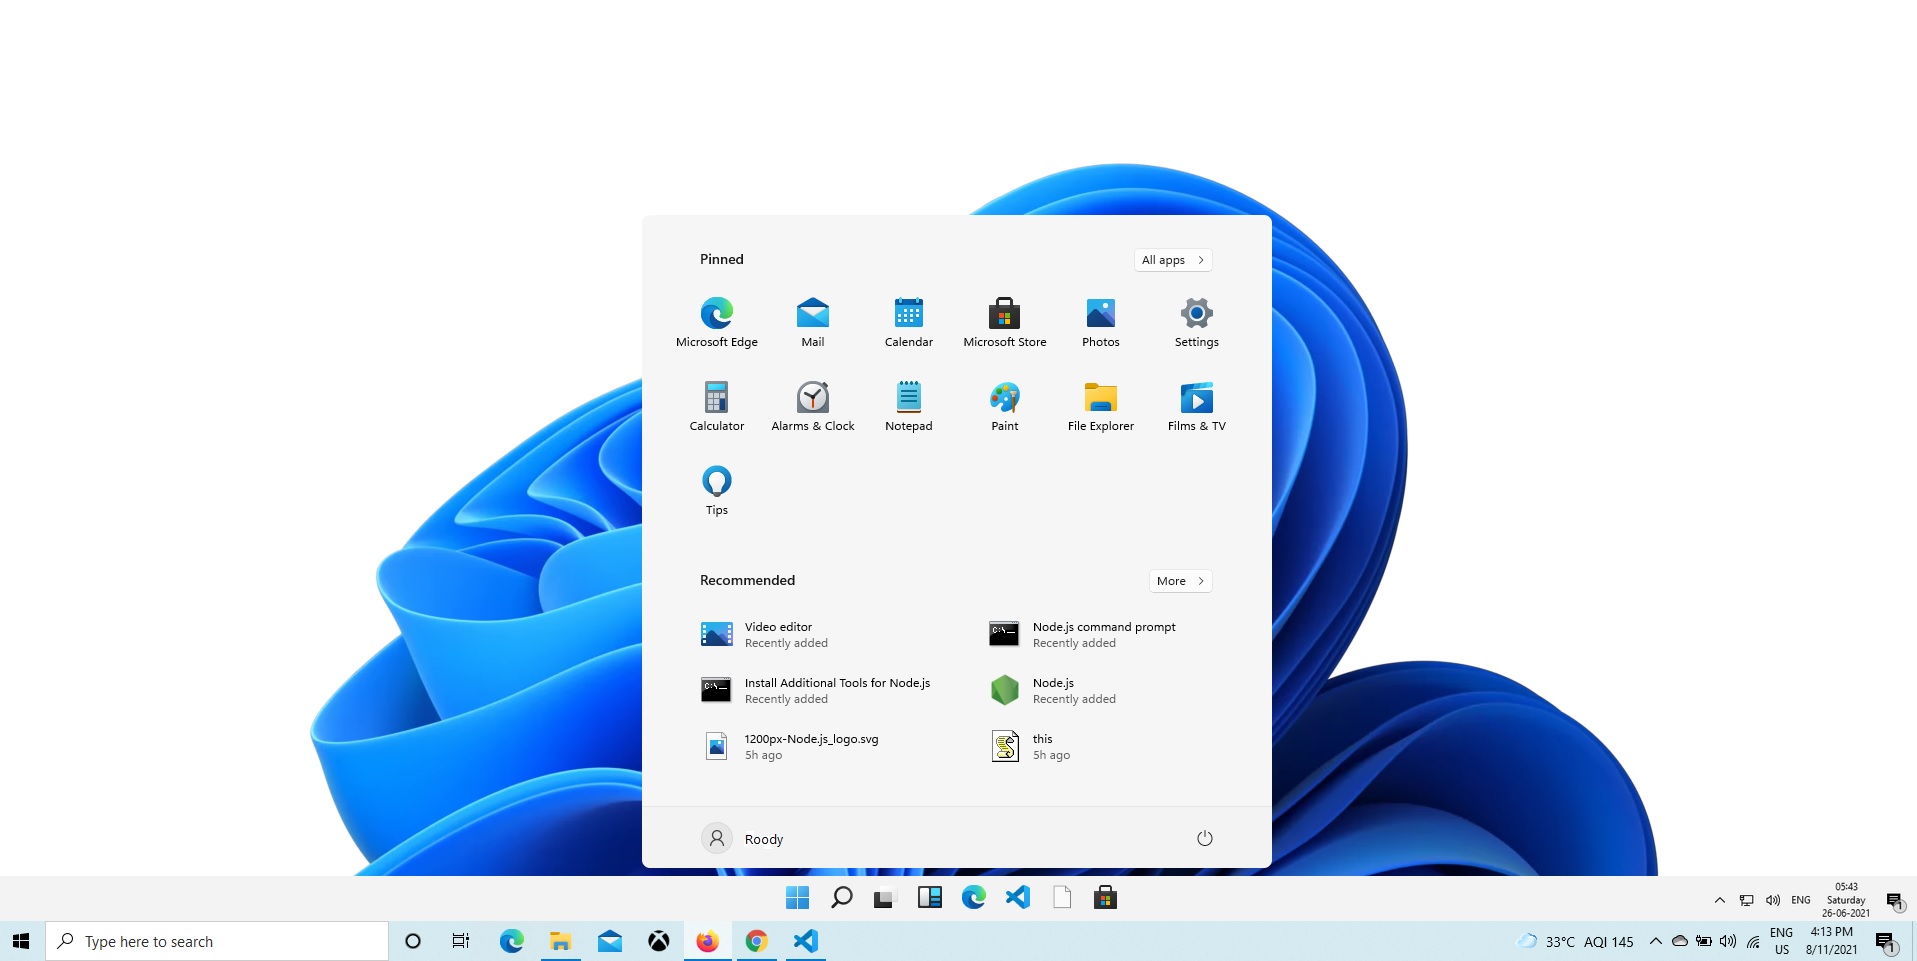 Pinned
All apps
Microsoft Edge
Mail
Calendar
Microsoft Store
Photos
Settings
Calculator
Alarms & Clock
Notepad
Paint
File Explorer
Films & TV
Tips
Recommended
More
Video editor
Recently added
Node.js command prompt
Recently added
Install Additional Tools for Node.js
Recently added
Node.js
Recently added
1200px-Node.js_logo.svg
5h ago
this
5h ago
Roody
ENG
05:43
Saturday
26-06-2021
1
Type here to search
33°C AQI 145
ENG
US
4:13 PM
8/11/2021
1